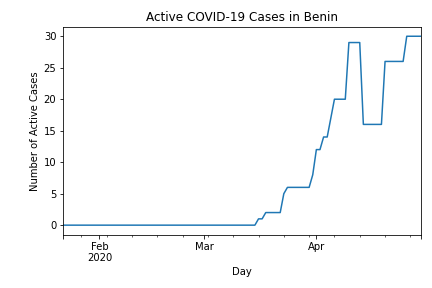 Active COVID-19 Cases in Benin
30
25
20
15
10
5
0
Number of Active Cases
Feb
2020
Mar
Apr
Day